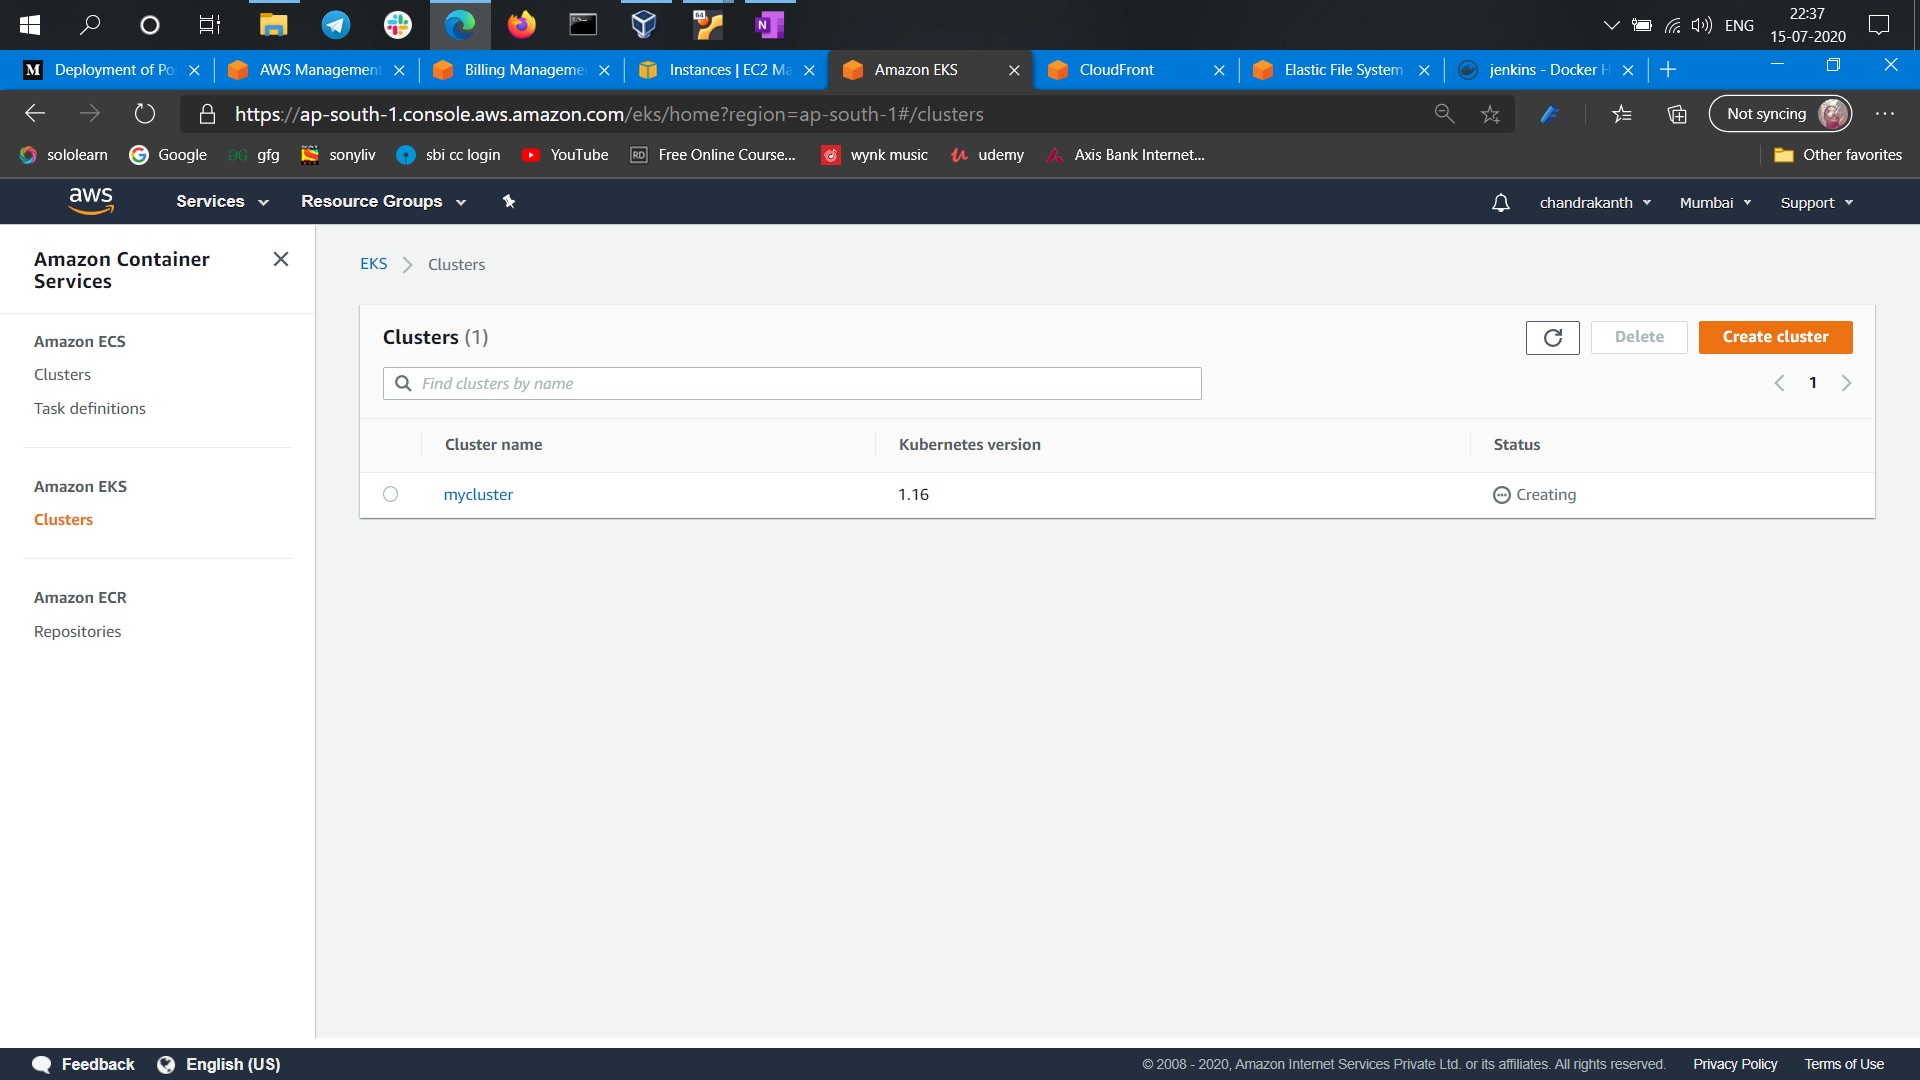 ENG
22:37
15-07-2020
M Deployment of Po
AWS Management
Billing Manageme
Instances | EC2 Ma
Amazon EKS
CloudFront
Elastic File System
jenkins - Docker H
https://ap-south-1.console.aws.amazon.com/eks/home?region=ap-south-1#/clusters
Not syncing
sololearn
Google
gfg
sonyliv
sbi cc login
YouTube
RD Free Online Course...
wynk music
udemy
Axis Bank Internet...
Other favorites
aws
Services
Resource Groups
chandrakanth
Mumbai
Support
Amazon Container
Services
Amazon ECS
Clusters
Task definitions
Amazon EKS
Clusters
Amazon ECR
Repositories
EKS > Clusters
Clusters (1)
Delete
Create cluster
Find clusters by name
1
Cluster name
Kubernetes version
Status
mycluster
1.16
Creating
Feedback
English (US)
© 2008 - 2020, Amazon Internet Services Private Ltd. or its affiliates. All rights reserved.
Privacy Policy
Terms of Use